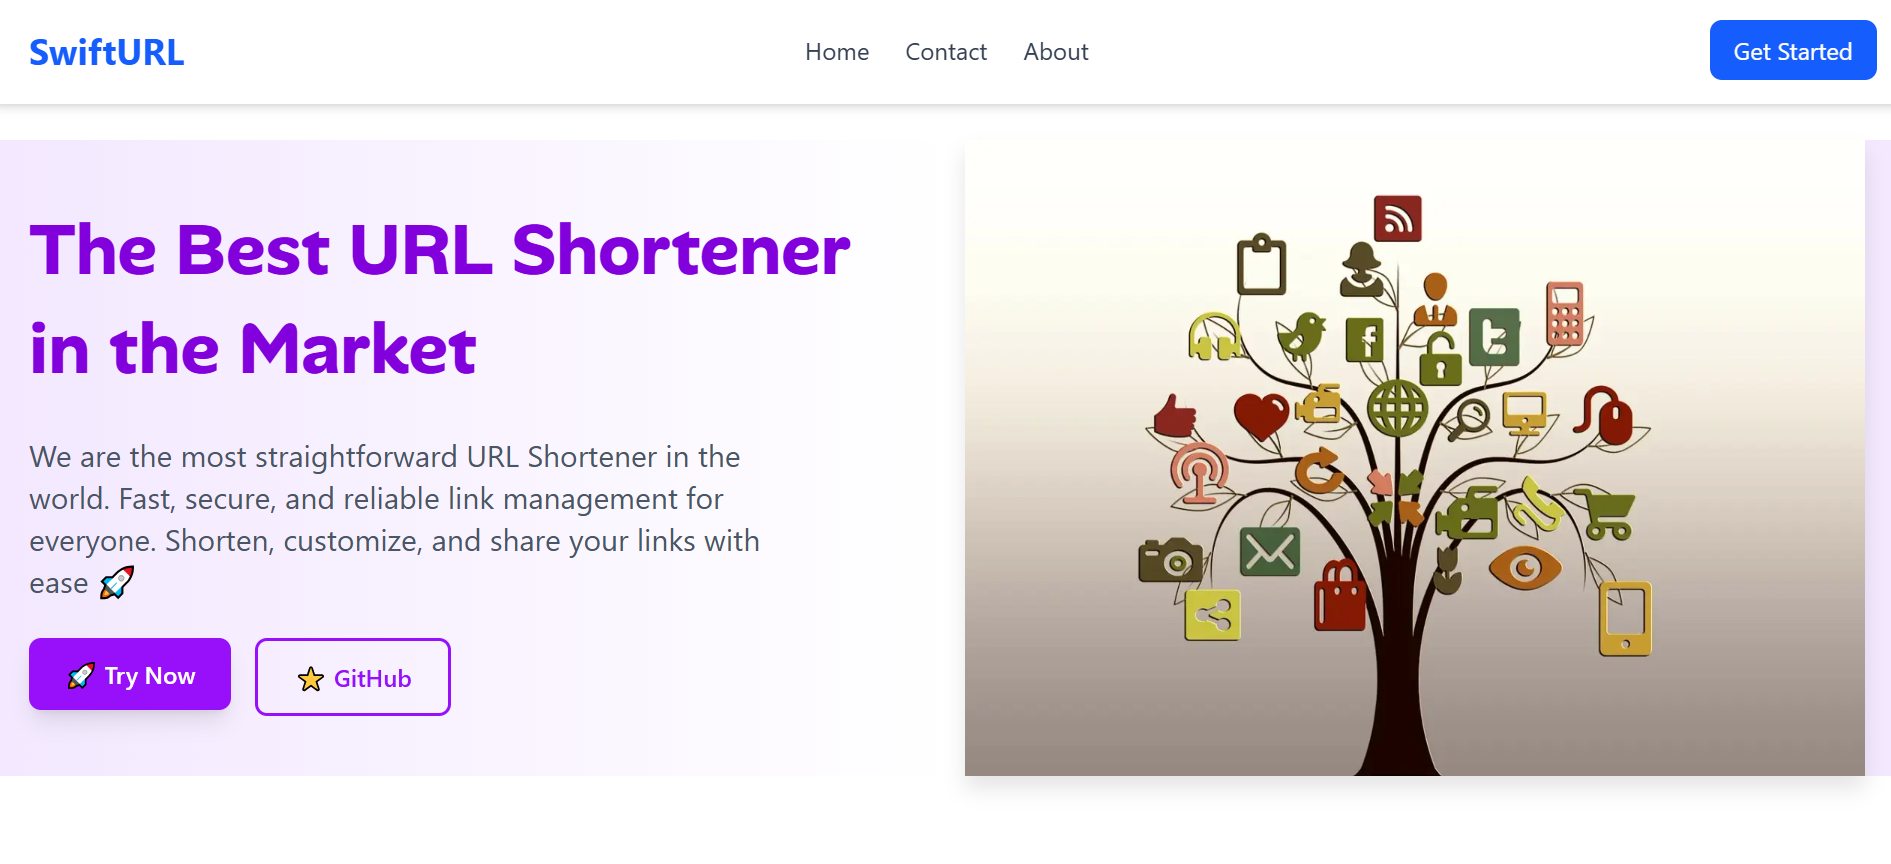 SwiftURL
Home Contact About
Get Started
The Best URL Shortener
in the Market
We are the most straightforward URL Shortener in the
world. Fast, secure, and reliable link management for
everyone. Shorten, customize, and share your links with
ease 🚀
🚀 Try Now
⭐ GitHub